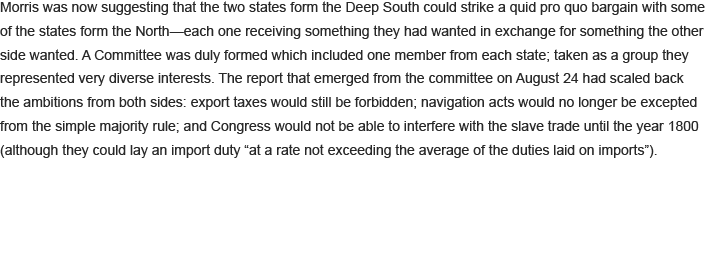 Morris was now suggesting that the two states form the Deep South could strike a quid pro quo bargain with some
of the states form the North—each one receiving something they had wanted in exchange for something the other
side wanted. A Committee was duly formed which included one member from each state; taken as a group they
represented very diverse interests. The report that emerged from the committee on August 24 had scaled back
the ambitions from both sides: export taxes would still be forbidden; navigation acts would no longer be excepted
from the simple majority rule; and Congress would not be able to interfere with the slave trade until the year 1800
(although they could lay an import duty “at a rate not exceeding the average of the duties laid on imports”).